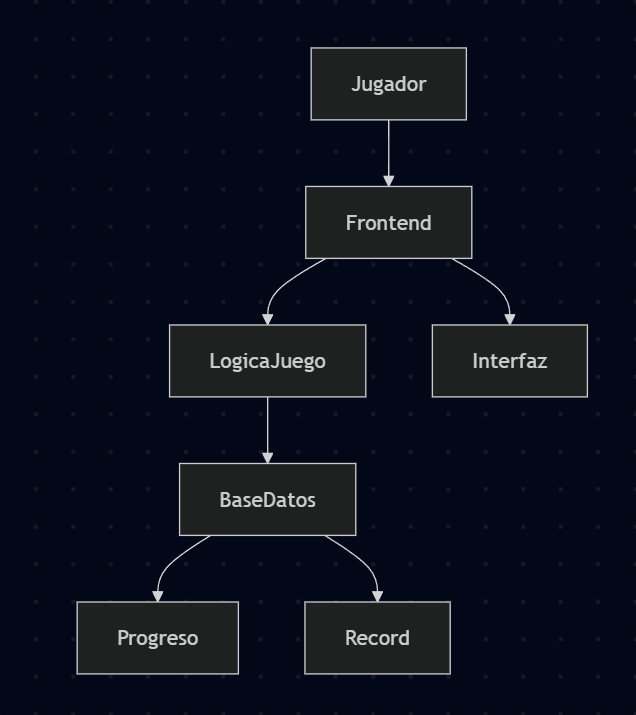 Jugador
Frontend
LogicaJuego
Interfaz
BaseDatos
Progreso
Record